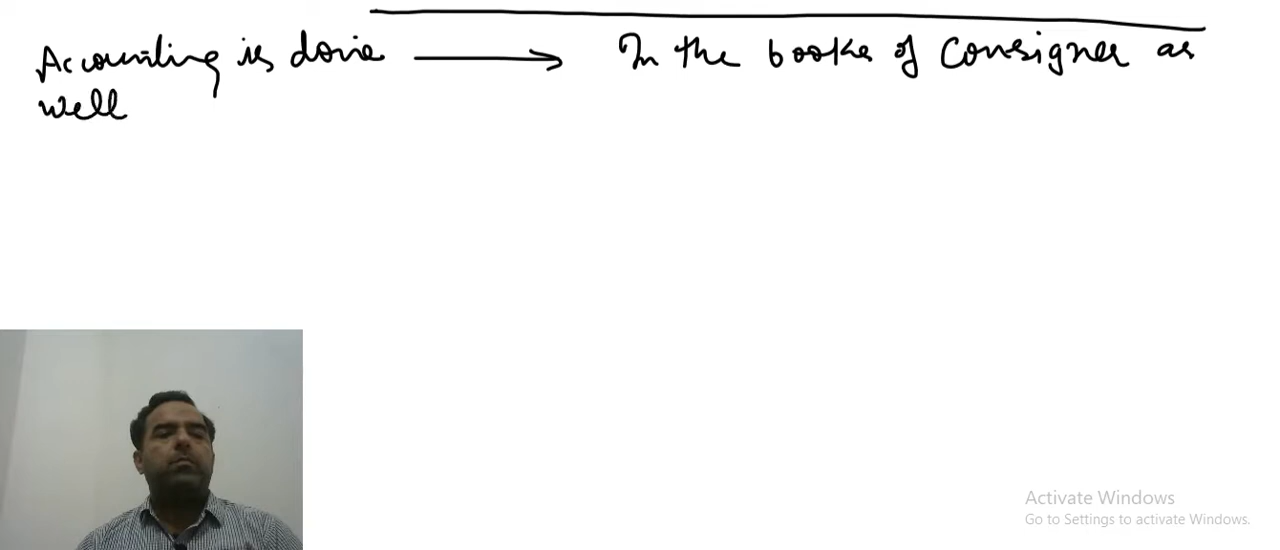 Accounting is done → In the books of Consigner as
well
Activate Windows
Go to Settings to activate Windows.